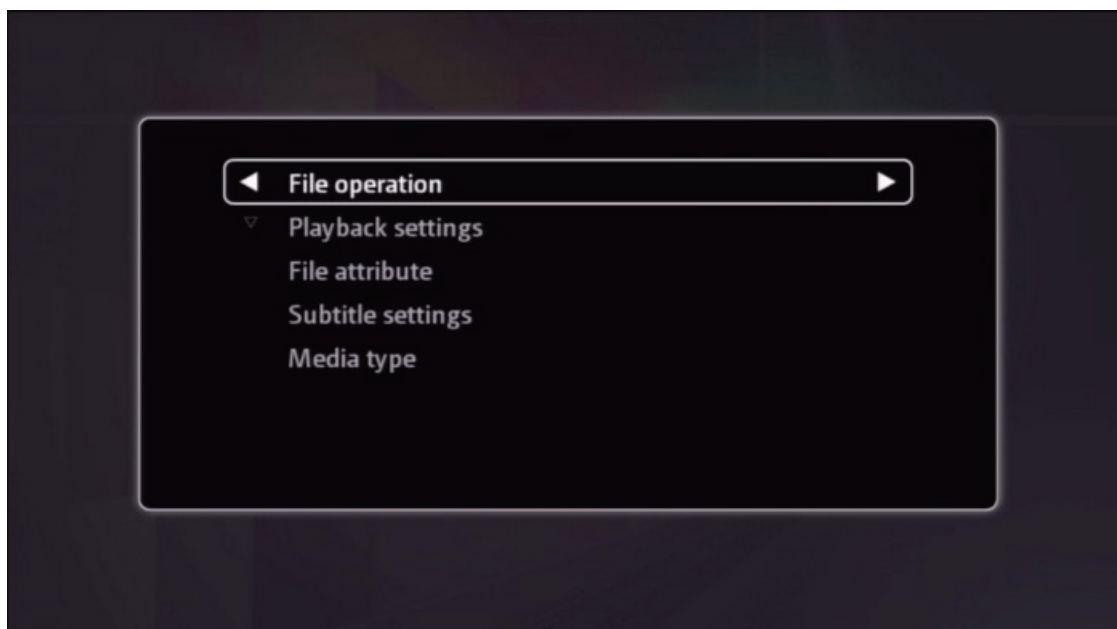 File operation
Playback settings
File attribute
Subtitle settings
Media type